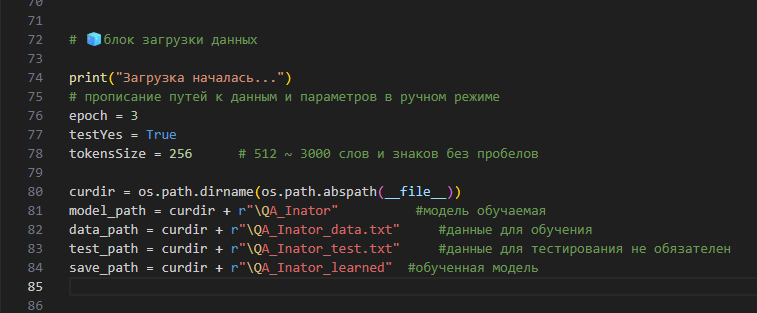 70
71
72 # 🧊блок загрузки данных
73
74 print("Загрузка началась...")
75 # прописание путей к данным и параметров в ручном режиме
76 epoch = 3
77 testYes = True
78 tokensSize = 256 # 512 ~ 3000 слов и знаков без пробелов
79
80 curdir = os.path.dirname(os.path.abspath(__file__))
81 model_path = curdir + r"\QA_Inator" #модель обучаемая
82 data_path = curdir + r"\QA_Inator_data.txt" #данные для обучения
83 test_path = curdir + r"\QA_Inator_test.txt" #данные для тестирования не обязателен
84 save_path = curdir + r"\QA_Inator_learned" #обученная модель
85
86